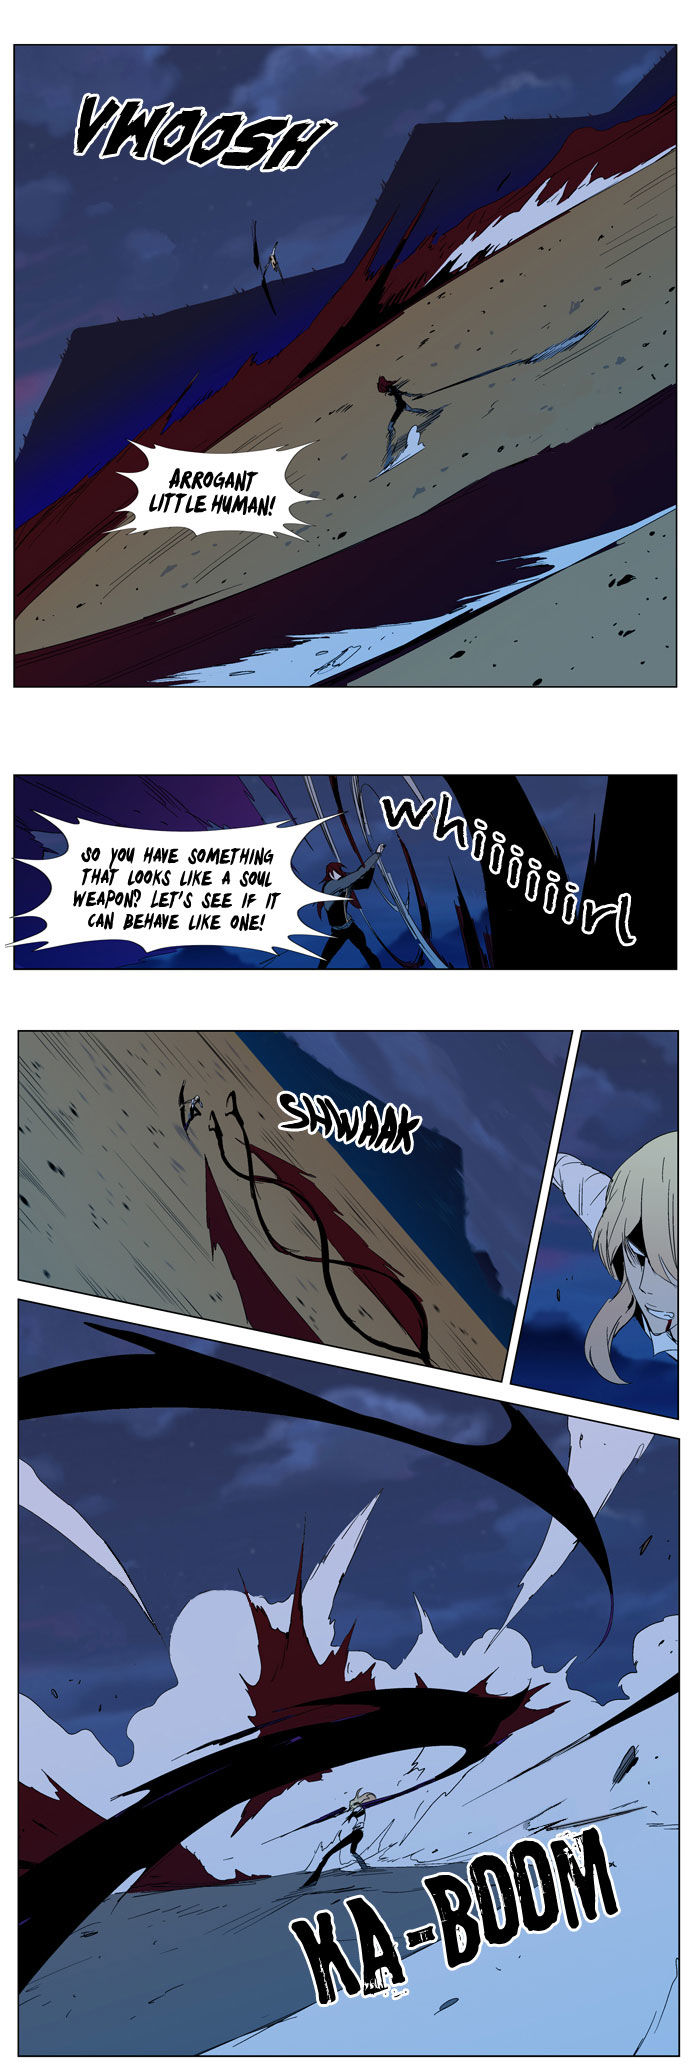 VWOOSH
ARROGANT
LITTLE HUMAN!
SO YOU HAVE SOMETHING
THAT LOOKS LIKE A SOUL
WEAPON? LET'S SEE IF IT
CAN BEHAVE LIKE ONE!
whiiiiiirl
SHWAAK
KA-BOOM